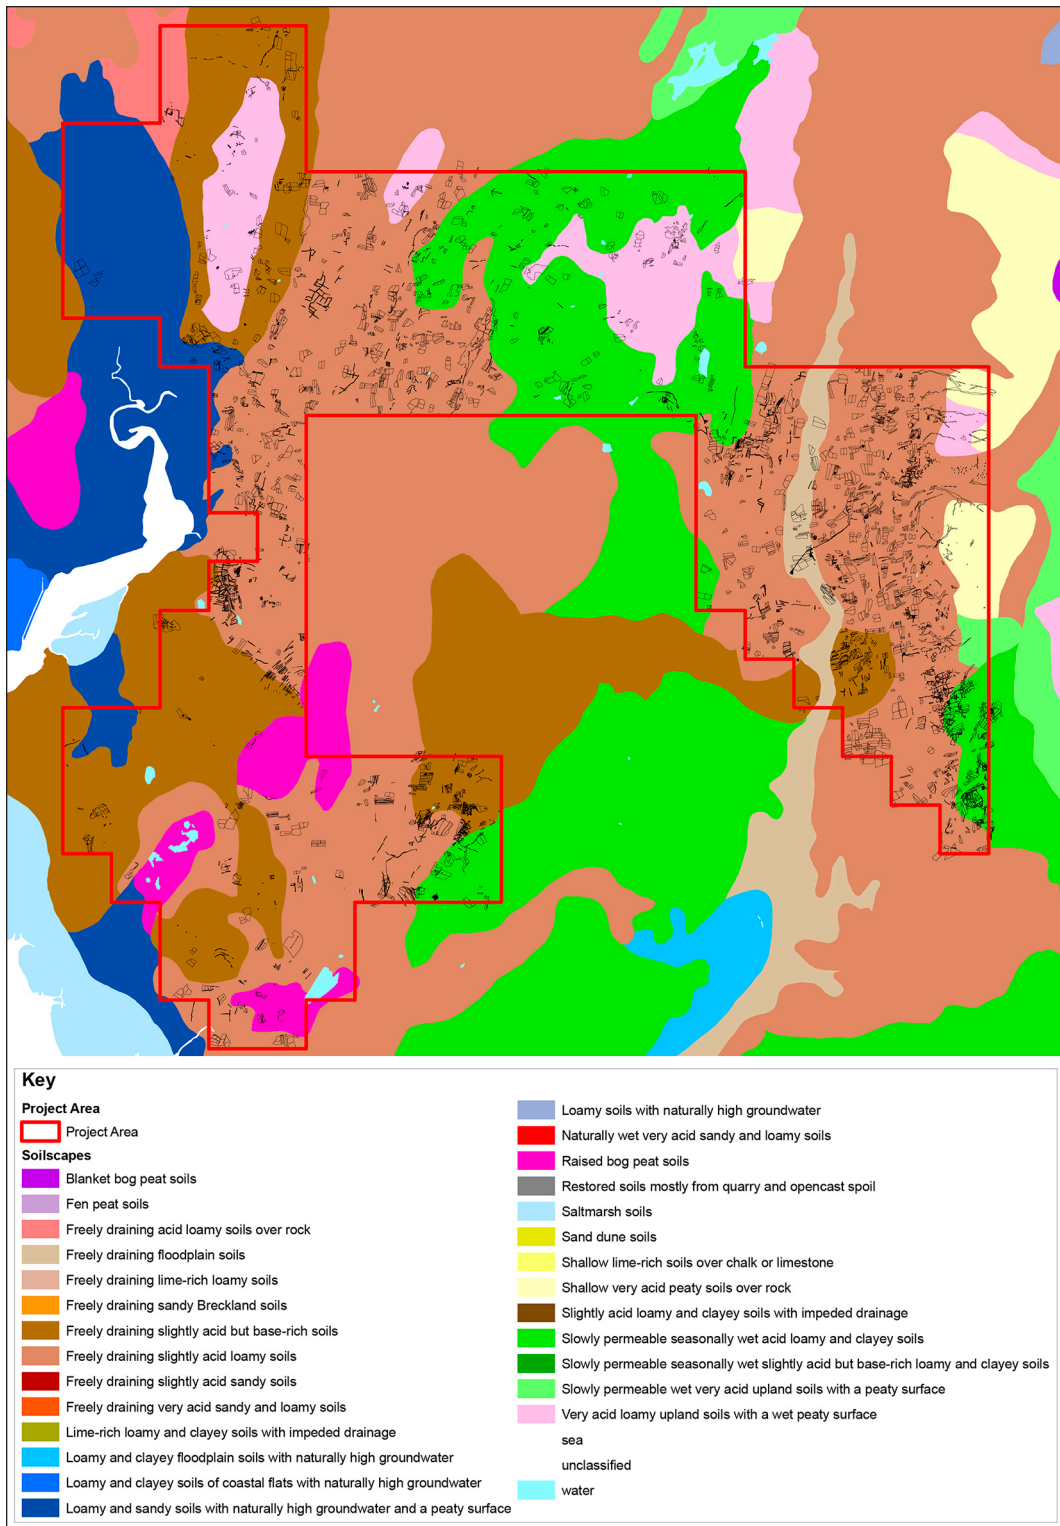 Key
Project Area
Project Area
Soilscapes
Blanket bog peat soils
Fen peat soils
Freely draining acid loamy soils over rock
Freely draining floodplain soils
Freely draining lime-rich loamy soils
Freely draining sandy Breckland soils
Freely draining slightly acid but base-rich soils
Freely draining slightly acid loamy soils
Freely draining slightly acid sandy soils
Freely draining very acid sandy and loamy soils
Lime-rich loamy and clayey soils with impeded drainage
Loamy and clayey floodplain soils with naturally high groundwater
Loamy and clayey soils of coastal flats with naturally high groundwater
Loamy and sandy soils with naturally high groundwater and a peaty surface
Loamy soils with naturally high groundwater
Naturally wet very acid sandy and loamy soils
Raised bog peat soils
Restored soils mostly from quarry and opencast spoil
Saltmarsh soils
Sand dune soils
Shallow lime-rich soils over chalk or limestone
Shallow very acid peaty soils over rock
Slightly acid loamy and clayey soils with impeded drainage
Slowly permeable seasonally wet acid loamy and clayey soils
Slowly permeable seasonally wet slightly acid but base-rich loamy and clayey soils
Slowly permeable wet very acid upland soils with a peaty surface
Very acid loamy upland soils with a wet peaty surface
sea
unclassified
water